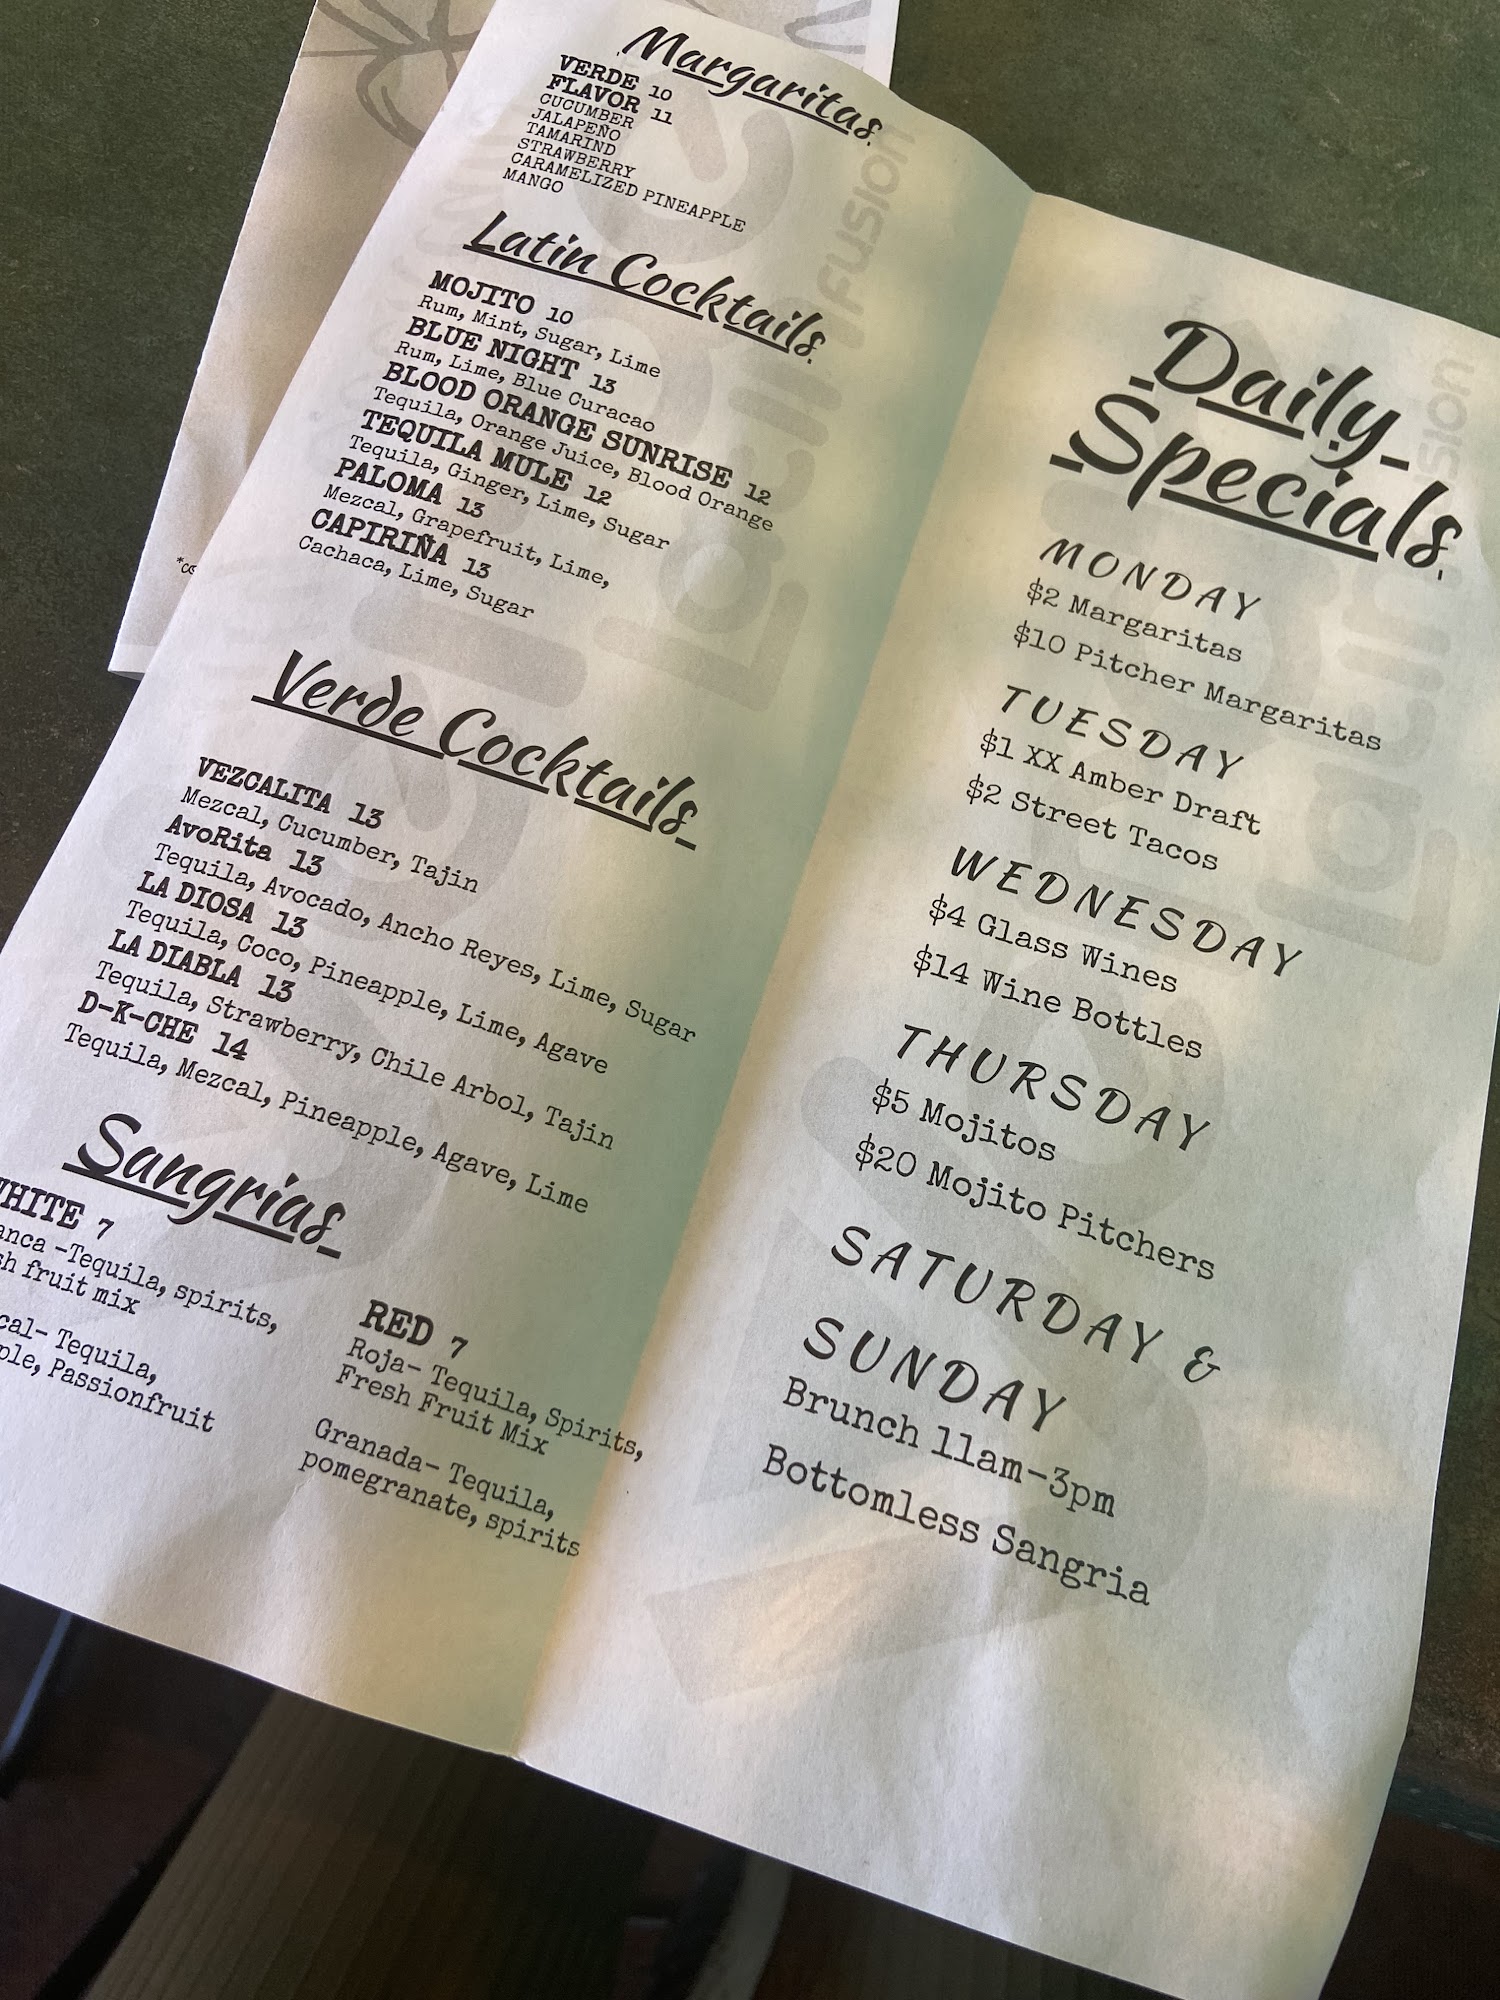 Margaritas
VERDE 10
FLAVOR 11
CUCUMBER
JALAPEÑO
TAMARIND
STRAWBERRY
CARAMELIZED PINEAPPLE
MANGO
Latin Cocktails
MOJITO 10
Rum, Mint, Sugar, Lime
BLUE NIGHT 13
Rum, Lime, Blue Curacao
BLOOD ORANGE SUNRISE 12
Tequila, Orange Juice, Blood Orange
TEQUILA MULE 12
Tequila, Ginger, Lime, Sugar
PALOMA 13
Mezcal, Grapefruit, Lime,
CAPIRIÑA 13
Cachaca, Lime, Sugar
Verde Cocktails
VEZCALITA 13
Mezcal, Cucumber, Tajin
AvoRita 13
Tequila, Avocado, Ancho Reyes, Lime, Sugar
LA DIOSA 13
Tequila, Coco, Pineapple, Lime, Agave
LA DIABLA 13
Tequila, Strawberry, Chile Arbol, Tajin
D-K-CHE 14
Tequila, Mezcal, Pineapple, Agave, Lime
Sangrias
HITE 7
anca -Tequila, spirits,
sh fruit mix
cal- Tequila,
ple, Passionfruit
RED 7
Roja- Tequila, Spirits,
Fresh Fruit Mix
Granada- Tequila,
pomegranate, spirits
Daily
Specials
MONDAY
$2 Margaritas
$10 Pitcher Margaritas
TUESDAY
$1 XX Amber Draft
$2 Street Tacos
WEDNESDAY
$4 Glass Wines
$14 Wine Bottles
THURSDAY
$5 Mojitos
$20 Mojito Pitchers
SATURDAY &
SUNDAY
Brunch 11am-3pm
Bottomless Sangria
Latin fusion